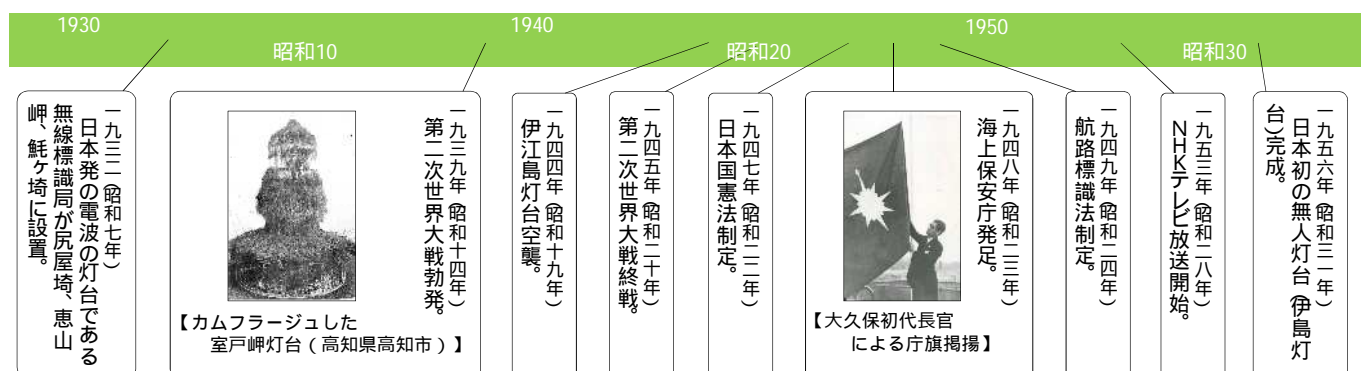 1930
1940
1950
昭和10
昭和20
昭和30
一九三二(昭和七年)
日本発の電波の灯台である
無線標識局が尻屋埼、恵山
岬、魹ヶ埼に設置。
一九三九年(昭和十四年)
第二次世界大戦勃発。
【カムフラージュした
室戸岬灯台(高知県高知市)】
一九四四年(昭和十九年)
伊江島灯台空襲。
一九四五年(昭和二十年)
第二次世界大戦終戦。
一九四七年(昭和二二年)
日本国憲法制定。
一九四八年(昭和二三年)
海上保安庁発足。
【大久保初代長官
による庁旗掲揚】
一九四九年(昭和二四年)
航路標識法制定。
一九五三年(昭和二八年)
NHKテレビ放送開始。
一九五六年(昭和三一年)
日本初の無人灯台(伊島灯
台)完成。